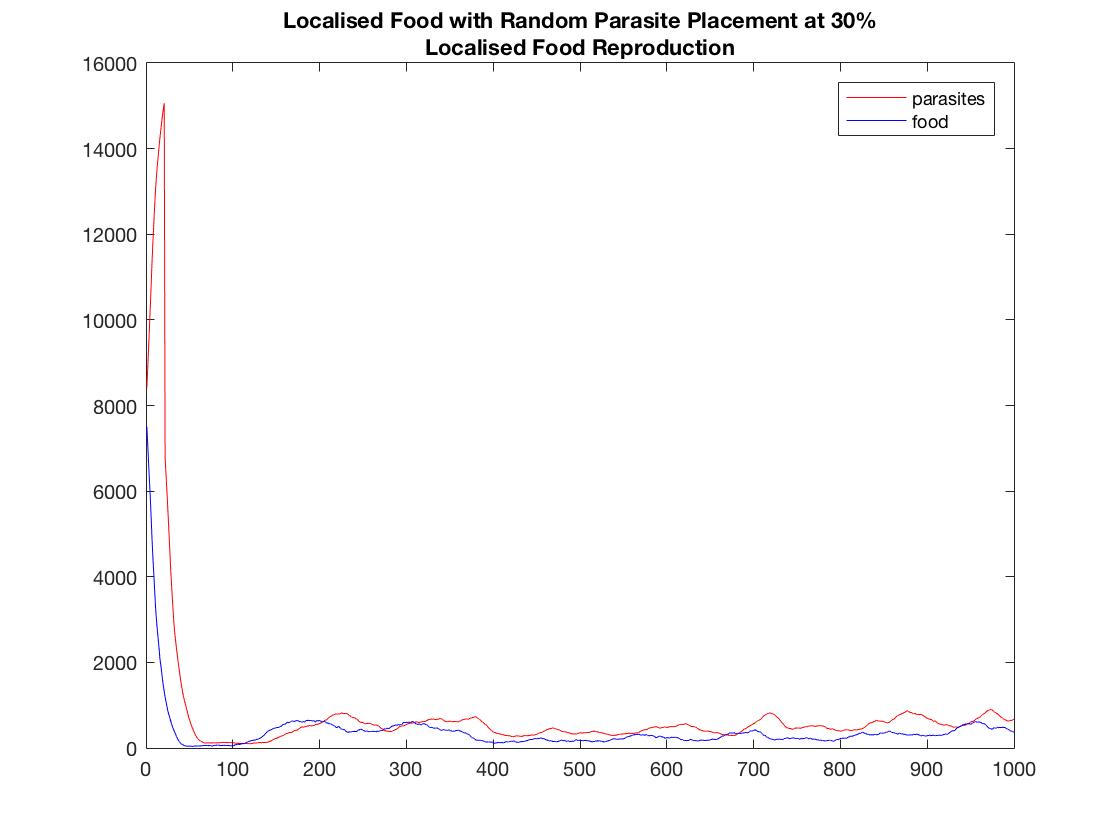 Localised Food with Random Parasite Placement at 30%
Localised Food Reproduction
16000
14000
12000
10000
8000
6000
4000
2000
0
parasites
food
0 100 200 300 400 500 600 700 800 900 1000